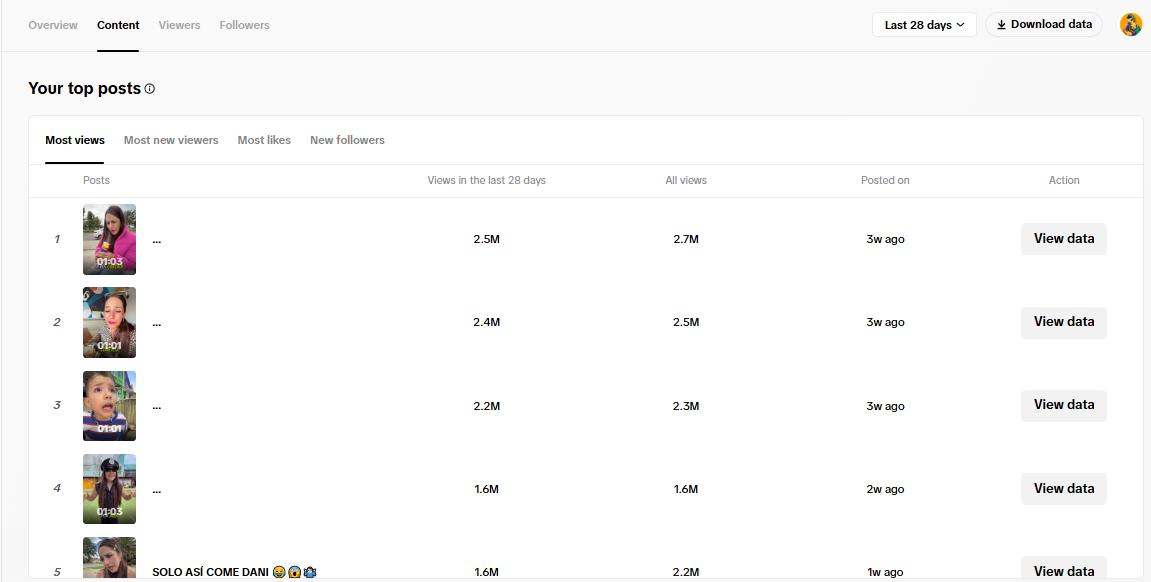 Overview Content Viewers Followers Last 28 days Download data
Your top posts
Most views Most new viewers Most likes New followers
Posts Views in the last 28 days All views Posted on Action
1 ... 2.5M 2.7M 3w ago View data
01:03
2 ... 2.4M 2.5M 3w ago View data
01:01
3 ... 2.2M 2.3M 3w ago View data
01:01
4 ... 1.6M 1.6M 2w ago View data
01:03
5 SOLO ASÍ COME DANI 😂😱🤷🏻‍♀️ 1.6M 2.2M 1w ago View data